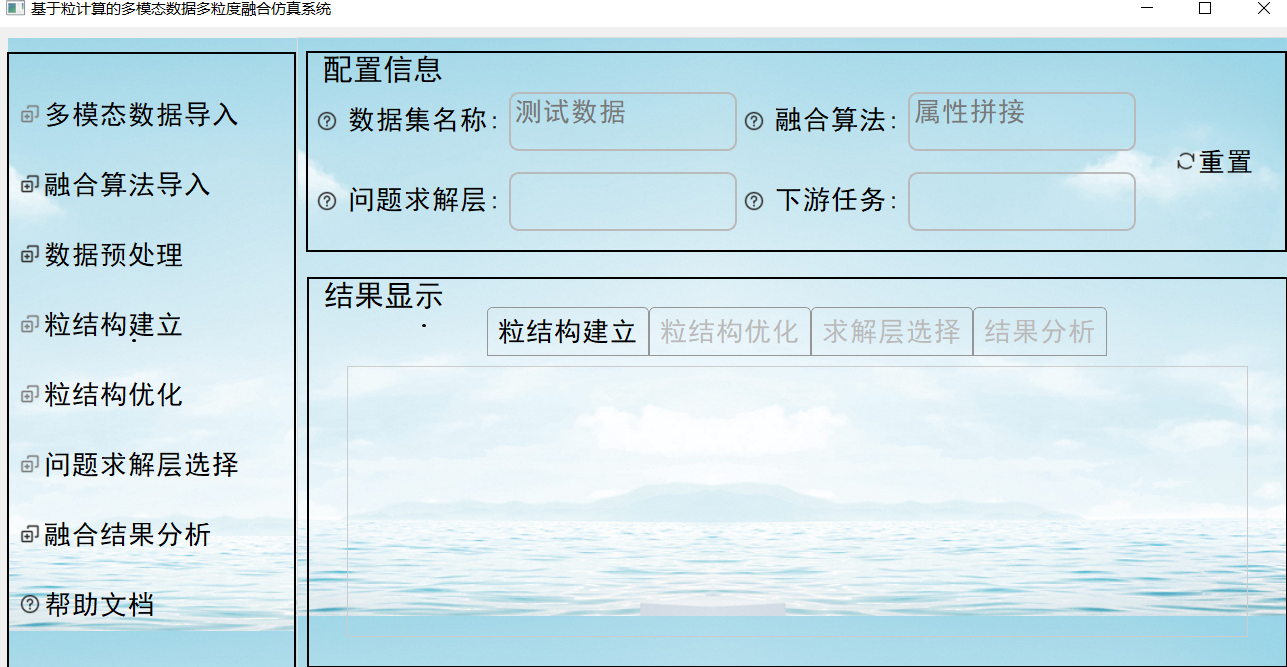 基于粒计算的多模态数据多粒度融合仿真系统
多模态数据导入
融合算法导入
数据预处理
粒结构建立
粒结构优化
问题求解层选择
融合结果分析
帮助文档
配置信息
数据集名称: 测试数据 融合算法: 属性拼接
重置
问题求解层: 下游任务:
结果显示
粒结构建立 粒结构优化 求解层选择 结果分析